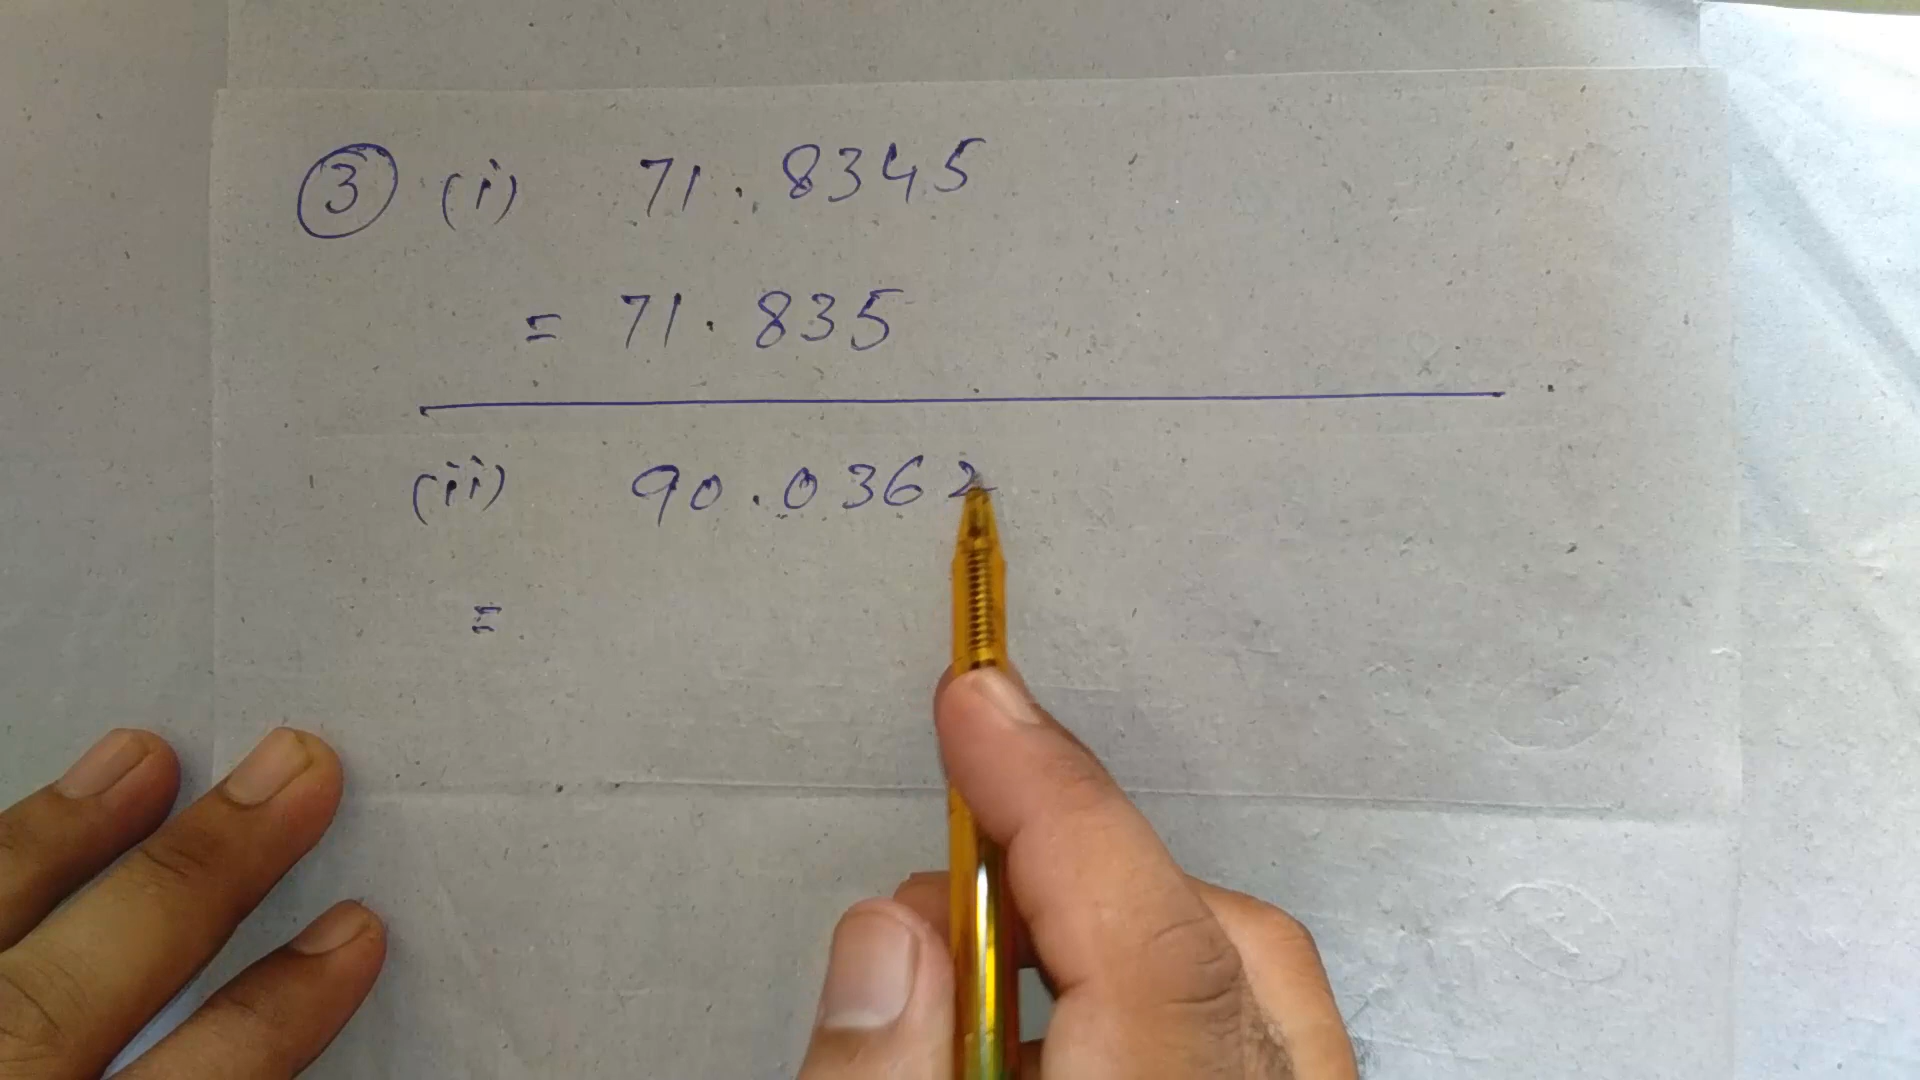 3 (i) 71.8345
= 71.835
(ii) 90.0362
=